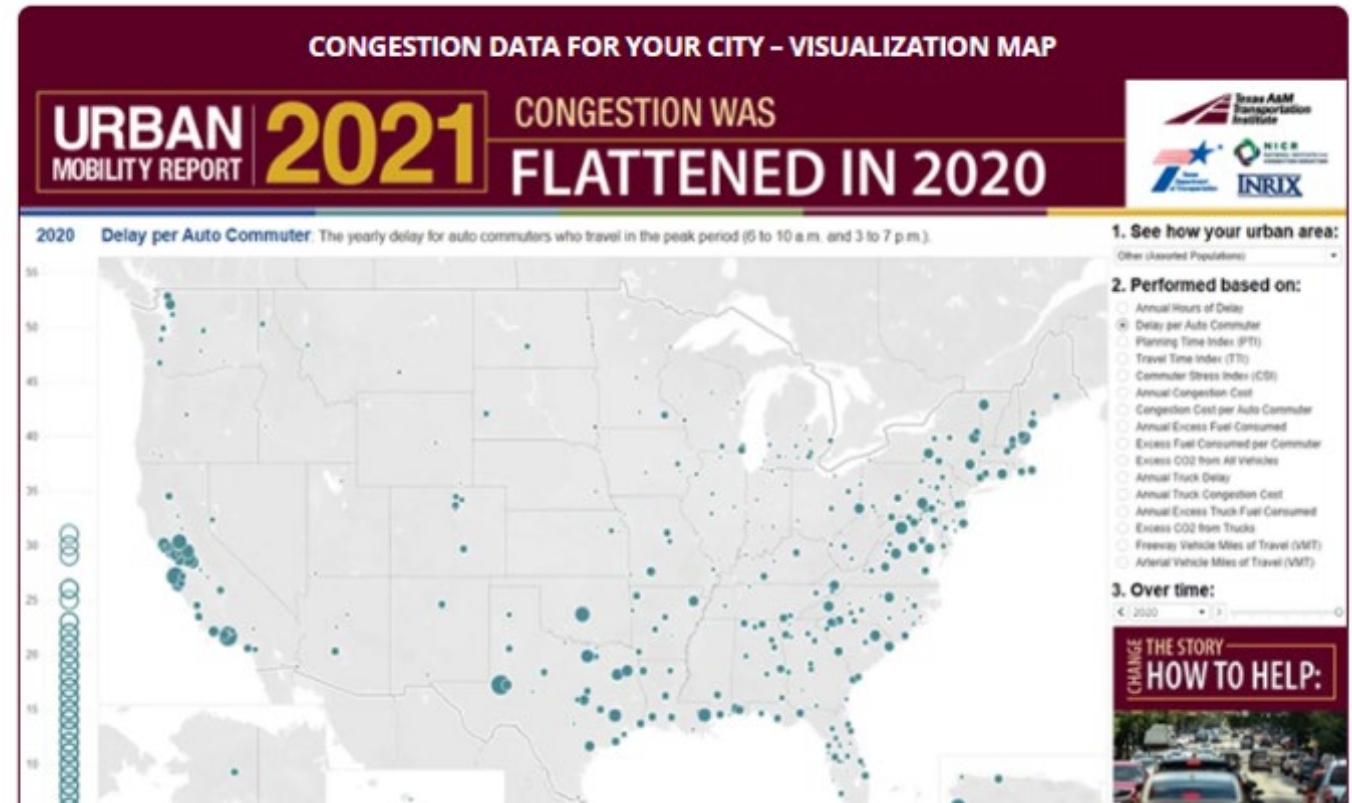 CONGESTION DATA FOR YOUR CITY – VISUALIZATION MAP
URBAN
MOBILITY REPORT
2021
CONGESTION WAS
FLATTENED IN 2020
Texas A&M
Transportation
Institute
Texas
Department
of Transportation
NICR
INRIX
2020
Delay per Auto Commuter: The yearly delay for auto commuters who travel in the peak period (6 to 10 a.m. and 3 to 7 p.m.).
55
50
45
40
35
30
25
20
15
10
1. See how your urban area:
Other (Assorted Populations)
2. Performed based on:
Annual Hours of Delay
Delay per Auto Commuter
Planning Time Index (PTI)
Travel Time Index (TTI)
Commuter Stress Index (CSI)
Annual Congestion Cost
Congestion Cost per Auto Commuter
Annual Excess Fuel Consumed
Excess Fuel Consumed per Commuter
Excess CO2 from All Vehicles
Annual Truck Delay
Annual Truck Congestion Cost
Annual Excess Truck Fuel Consumed
Excess CO2 from Trucks
Freeway Vehicle Miles of Travel (VMT)
Arterial Vehicle Miles of Travel (VMT)
3. Over time:
2020
CHANGE
THE STORY
HOW TO HELP: